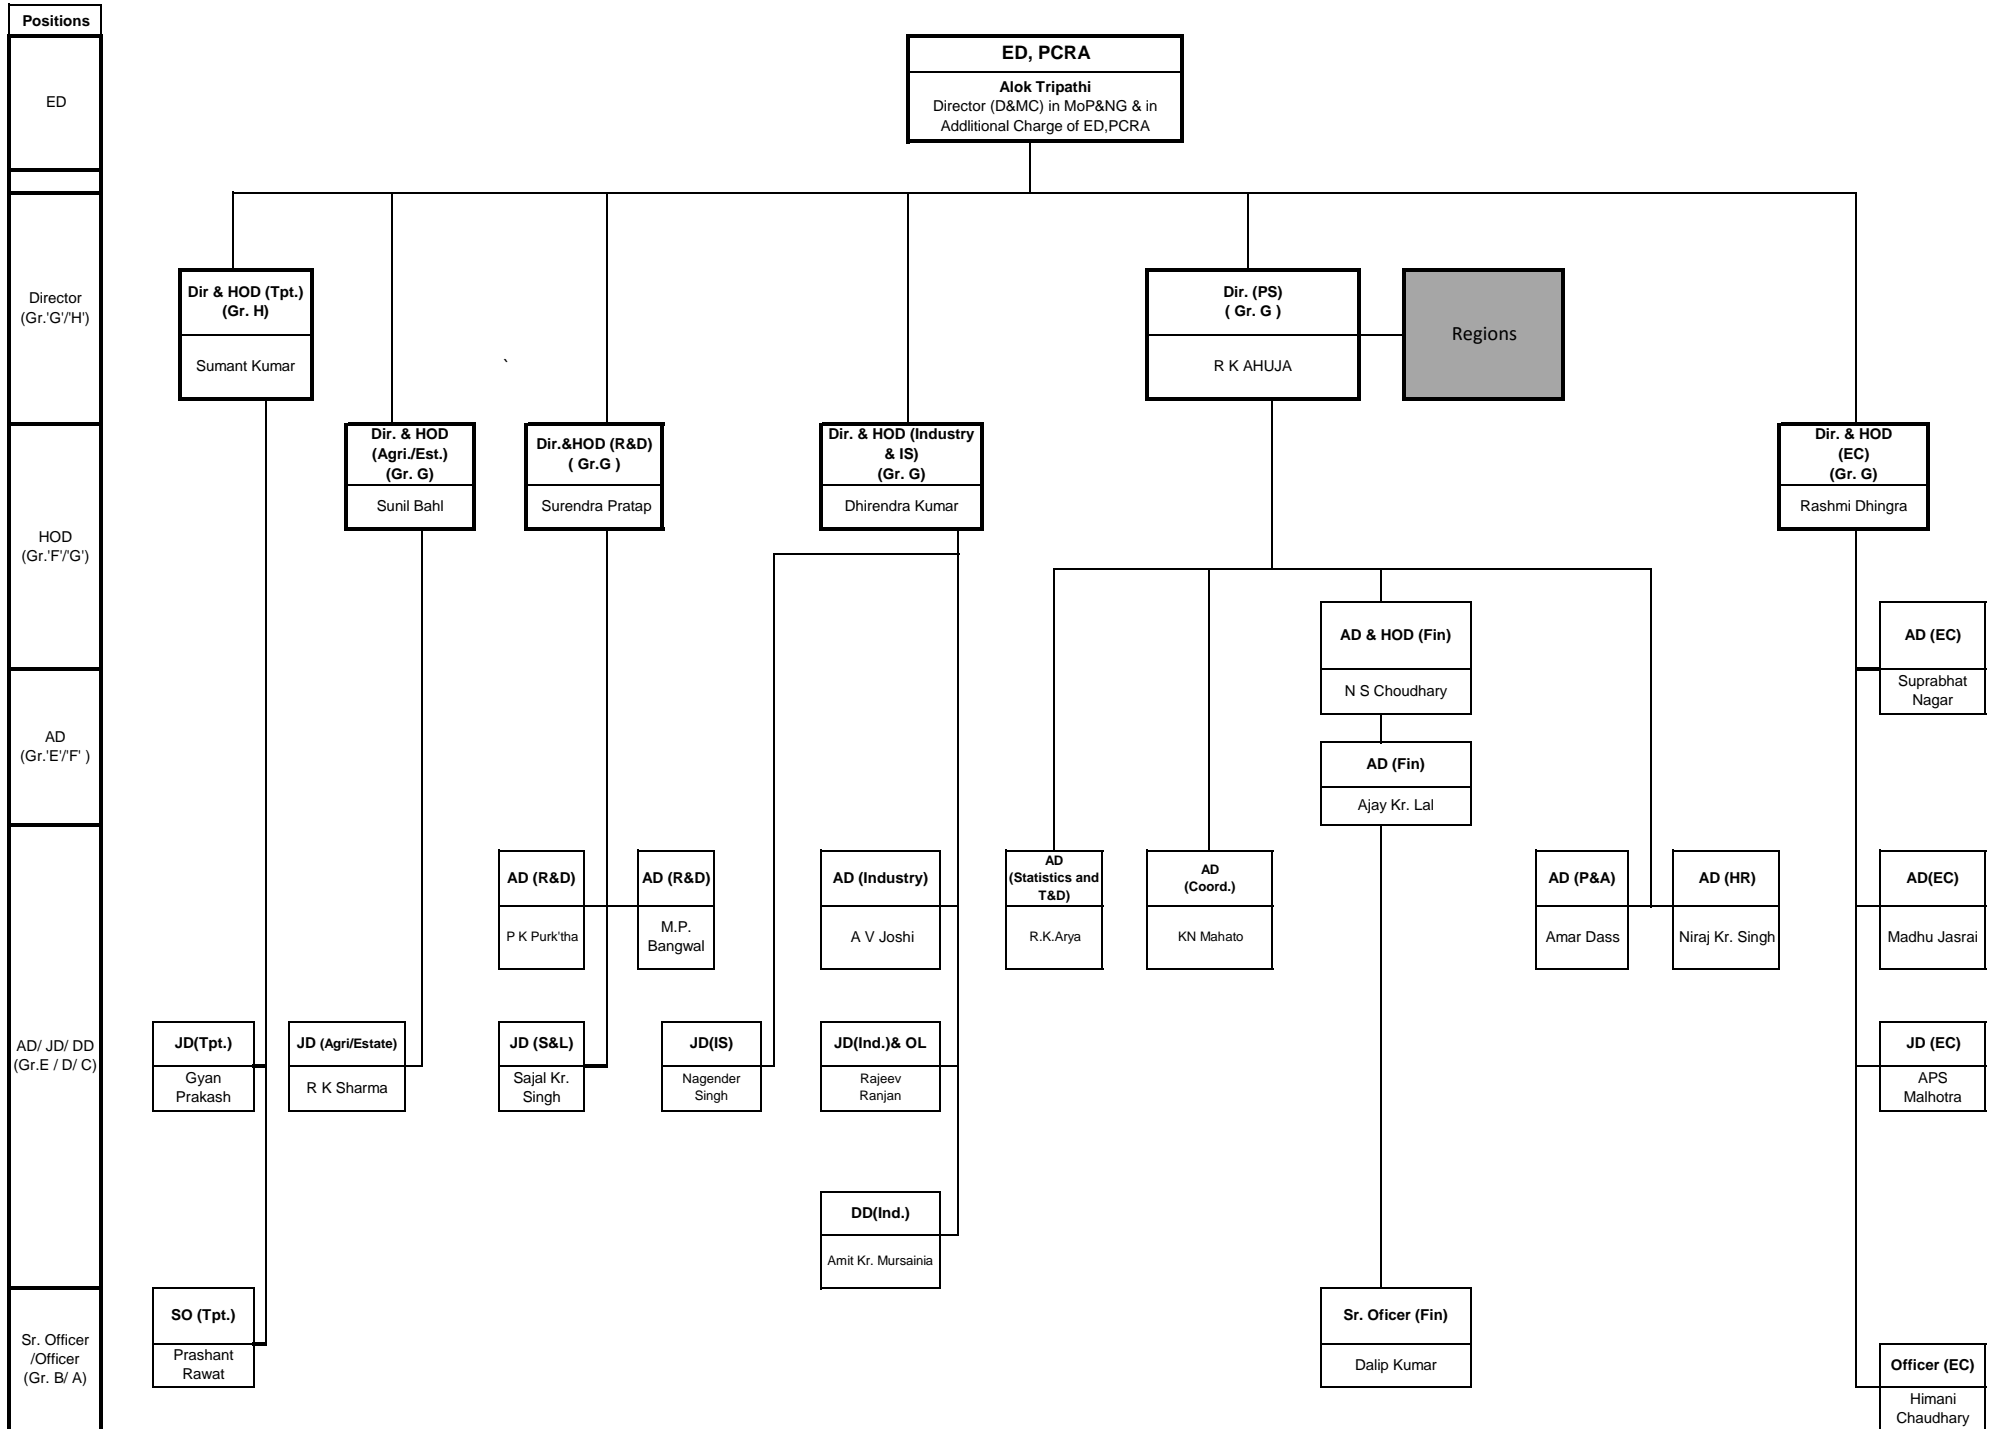 Positions
ED
ED, PCRA
Alok Tripathi
Director (D&MC) in MoP&NG & in
Addlitional Charge of ED,PCRA
Director
(Gr.'G'/'H')
Dir & HOD (Tpt.)
(Gr. H)
Sumant Kumar
`
Dir. (PS)
( Gr. G )
R K AHUJA
Regions
HOD
(Gr.'F'/'G')
Dir. & HOD
(Agri./Est.)
(Gr. G)
Sunil Bahl
Dir.&HOD (R&D)
( Gr.G )
Surendra Pratap
Dir. & HOD (Industry
& IS)
(Gr. G)
Dhirendra Kumar
Dir. & HOD
(EC)
(Gr. G)
Rashmi Dhingra
AD & HOD (Fin)
N S Choudhary
AD (EC)
Suprabhat
Nagar
AD
(Gr.'E'/'F' )
AD (Fin)
Ajay Kr. Lal
AD/ JD/ DD
(Gr.E / D/ C)
AD (R&D)
P K Purk'tha
AD (R&D)
M.P.
Bangwal
AD (Industry)
A V Joshi
AD
(Statistics and
T&D)
R.K.Arya
AD
(Coord.)
KN Mahato
AD (P&A)
Amar Dass
AD (HR)
Niraj Kr. Singh
AD(EC)
Madhu Jasrai
JD(Tpt.)
Gyan
Prakash
JD (Agri/Estate)
R K Sharma
JD (S&L)
Sajal Kr.
Singh
JD(IS)
Nagender
Singh
JD(Ind.)& OL
Rajeev
Ranjan
JD (EC)
APS
Malhotra
DD(Ind.)
Amit Kr. Mursainia
Sr. Officer
/Officer
(Gr. B/ A)
SO (Tpt.)
Prashant
Rawat
Sr. Oficer (Fin)
Dalip Kumar
Officer (EC)
Himani
Chaudhary